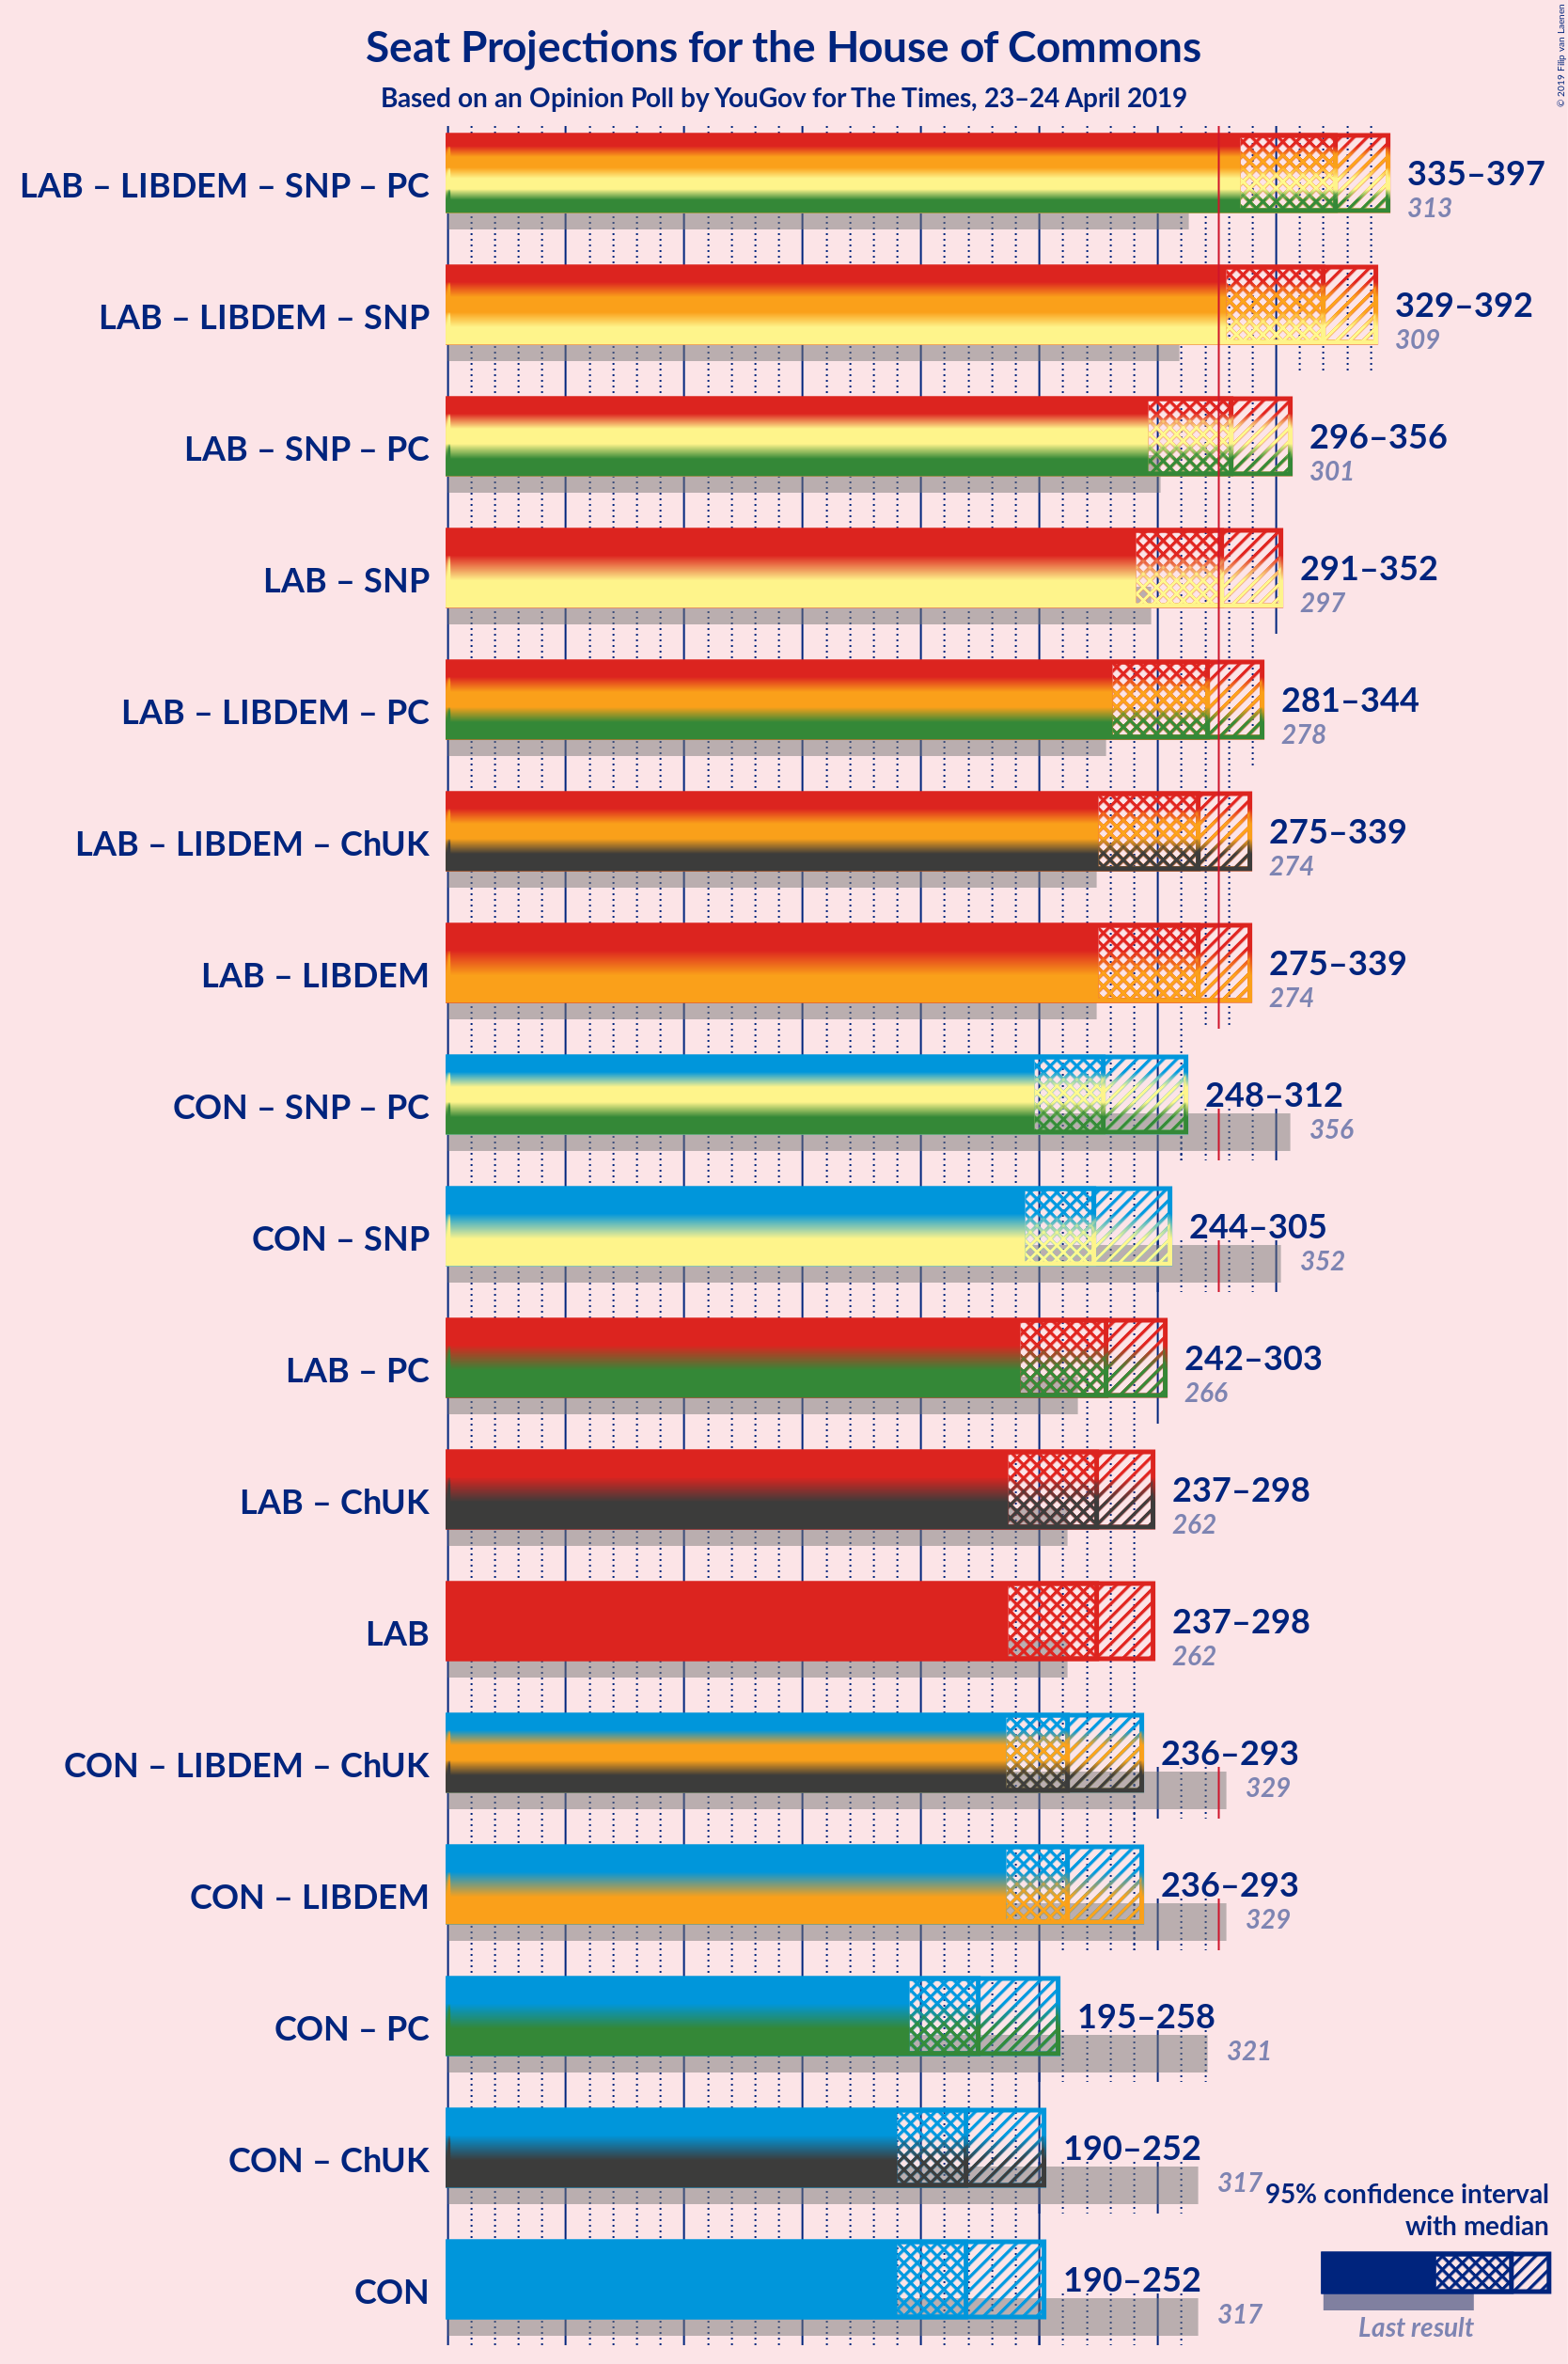 Seat Projections for the House of Commons
Based on an Opinion Poll by YouGov for The Times, 23–24 April 2019
© 2019 Filip van Laenen
LAB – LIBDEM – SNP – PC
335–397
313
LAB – LIBDEM – SNP
329–392
309
LAB – SNP – PC
296–356
301
LAB – SNP
291–352
297
LAB – LIBDEM – PC
281–344
278
LAB – LIBDEM – ChUK
275–339
274
LAB – LIBDEM
275–339
274
CON – SNP – PC
248–312
356
CON – SNP
244–305
352
LAB – PC
242–303
266
LAB – ChUK
237–298
262
LAB
237–298
262
CON – LIBDEM – ChUK
236–293
329
CON – LIBDEM
236–293
329
CON – PC
195–258
321
CON – ChUK
190–252
317
CON
190–252
317
95% confidence interval
with median
Last result